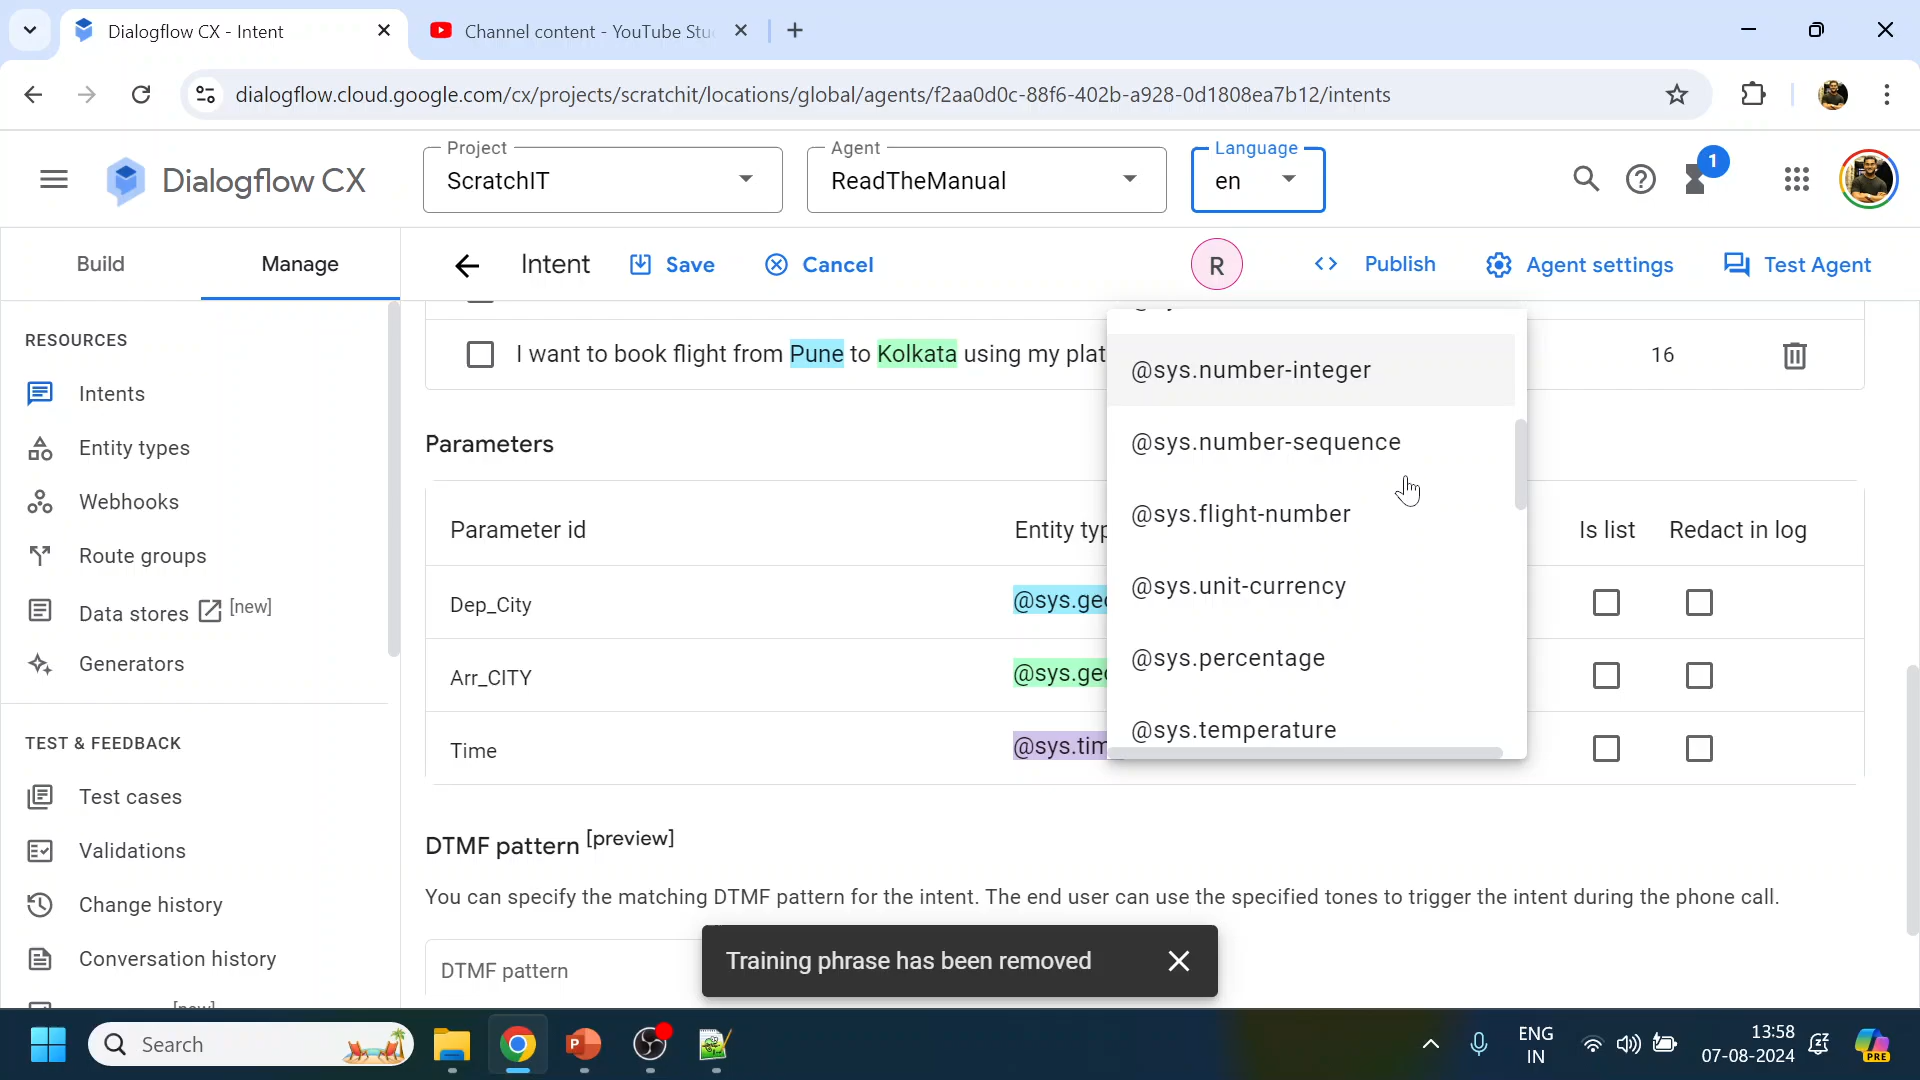 Dialogflow CX - Intent
Channel content - YouTube Stu
dialogflow.cloud.google.com/cx/projects/scratchit/locations/global/agents/f2aa0d0c-88f6-402b-a928-0d1808ea7b12/intents
Dialogflow CX
Project
ScratchIT
Agent
ReadTheManual
Language
en
1
Build
Manage
Intent
Save
Cancel
R
Publish
Agent settings
Test Agent
RESOURCES
Intents
Entity types
Webhooks
Route groups
Data stores [new]
Generators
TEST & FEEDBACK
Test cases
Validations
Change history
Conversation history
[new]
I want to book flight from Pune to Kolkata using my plat
16
Parameters
Parameter id
Entity typ
Is list
Redact in log
Dep_City
@sys.geo
Arr_CITY
@sys.geo
Time
@sys.tim
@sys.number-integer
@sys.number-sequence
@sys.flight-number
@sys.unit-currency
@sys.percentage
@sys.temperature
DTMF pattern [preview]
You can specify the matching DTMF pattern for the intent. The end user can use the specified tones to trigger the intent during the phone call.
DTMF pattern
Training phrase has been removed
Search
ENG
IN
13:58
07-08-2024
PRE